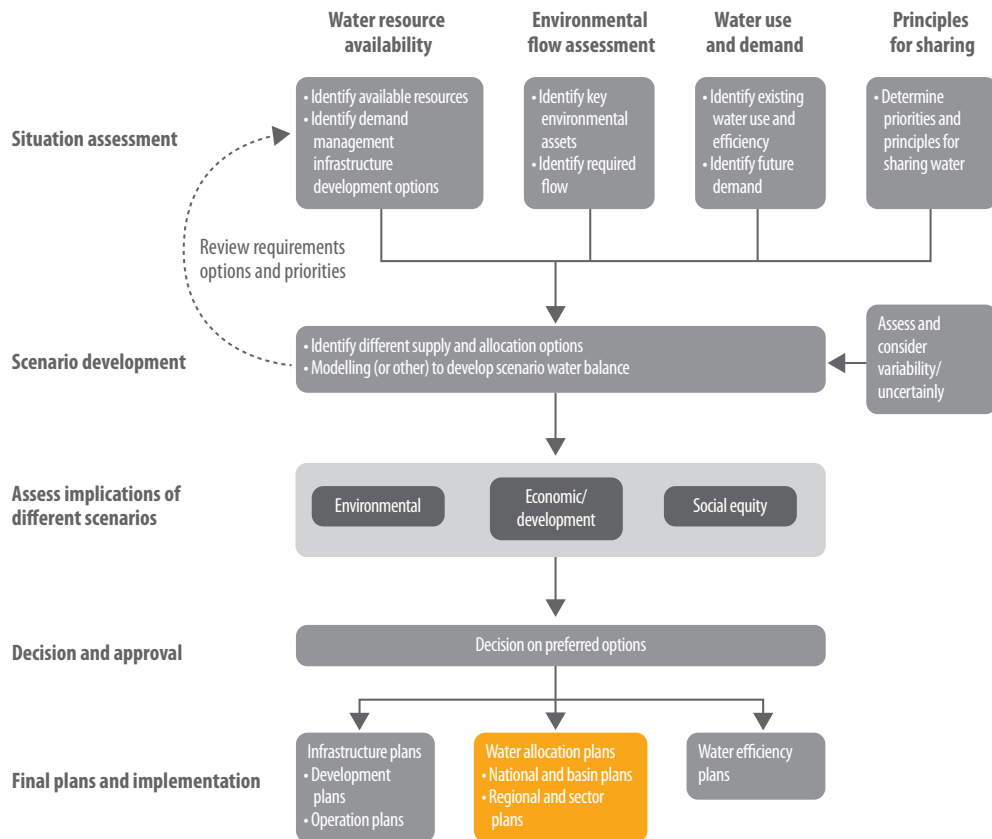 Water resource
availability
Environmental
flow assessment
Water use
and demand
Principles
for sharing
Situation assessment
• Identify available resources
• Identify demand
management
infrastructure
development options
• Identify key
environmental
assets
• Identify required
flow
• Identify existing
water use and
efficiency
• Identify future
demand
• Determine
priorities and
principles for
sharing water
Review requirements
options and priorities
Scenario development
• Identify different supply and allocation options
• Modelling (or other) to develop scenario water balance
Assess and
consider
variability/
uncertainly
Assess implications of
different scenarios
Environmental
Economic/
development
Social equity
Decision and approval
Decision on preferred options
Final plans and implementation
Infrastructure plans
• Development
plans
• Operation plans
Water allocation plans
• National and basin plans
• Regional and sector
plans
Water efficiency
plans